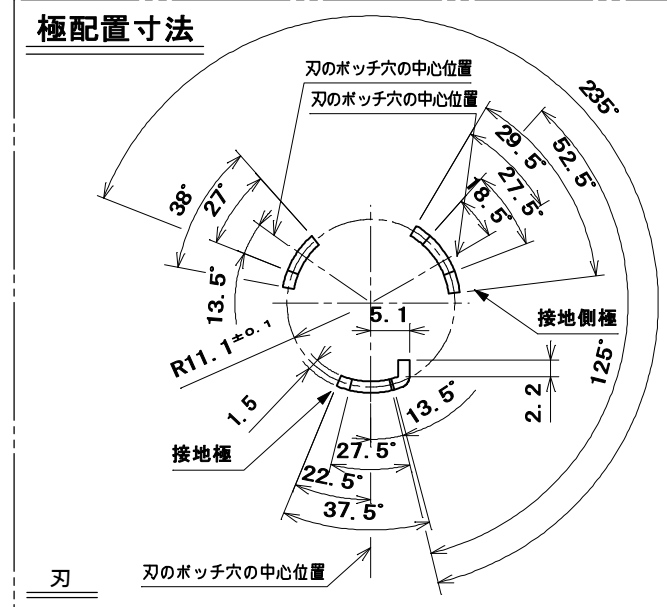 極配置寸法
刃のポッチ穴の中心位置
刃のポッチ穴の中心位置
235°
29.5°
52.5°
27.5°
18.5°
38°
27°
13.5°
5.1
接地側極
R11.1±0.1
125°
1.5
2.2
13.5°
接地極
27.5°
22.5°
37.5°
刃のポッチ穴の中心位置
刃